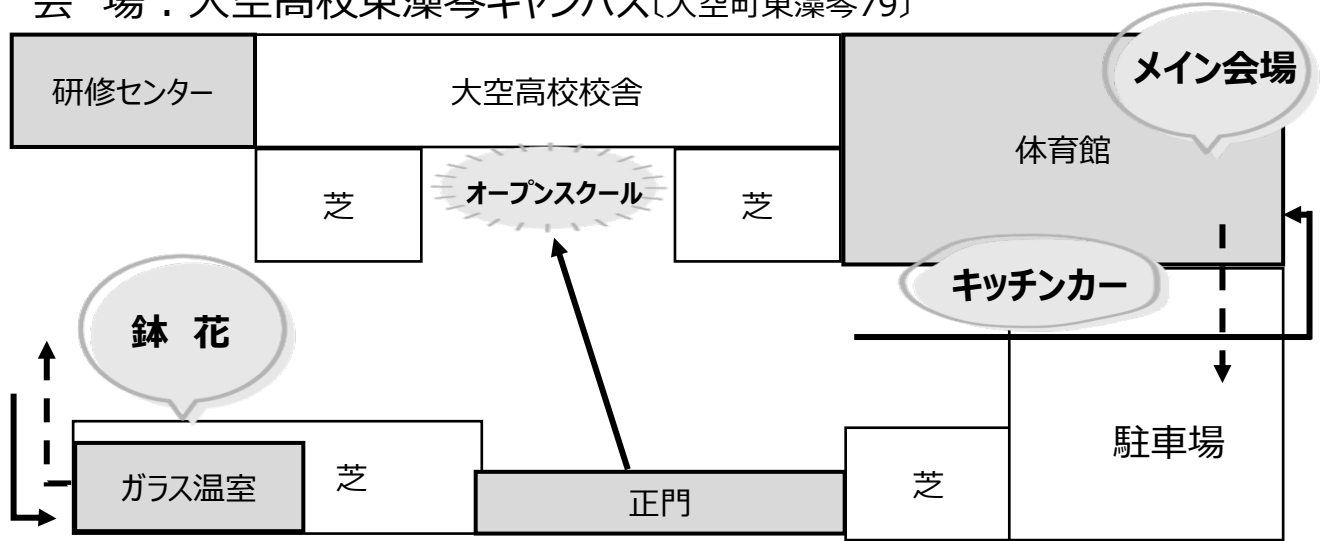 会 場：大空高校東藻琴キャンパス〔大空町東藻琴79〕
メイン会場
研修センター
大空高校校舎
体育館
芝
オープンスクール
芝
キッチンカー
鉢 花
駐車場
ガラス温室
芝
正門
芝